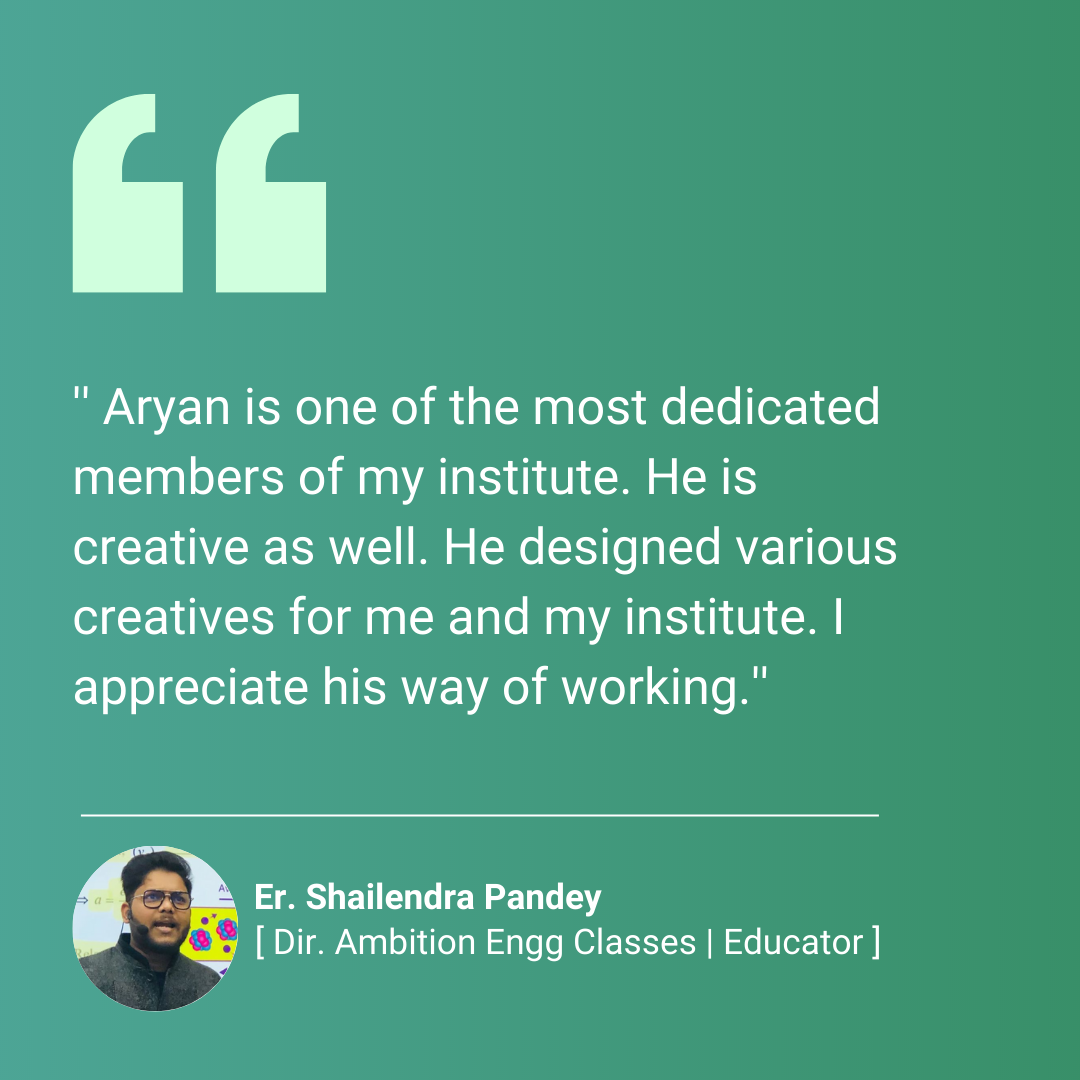 " Aryan is one of the most dedicated
members of my institute. He is
creative as well. He designed various
creatives for me and my institute. I
appreciate his way of working."
Er. Shailendra Pandey
[ Dir. Ambition Engg Classes | Educator ]